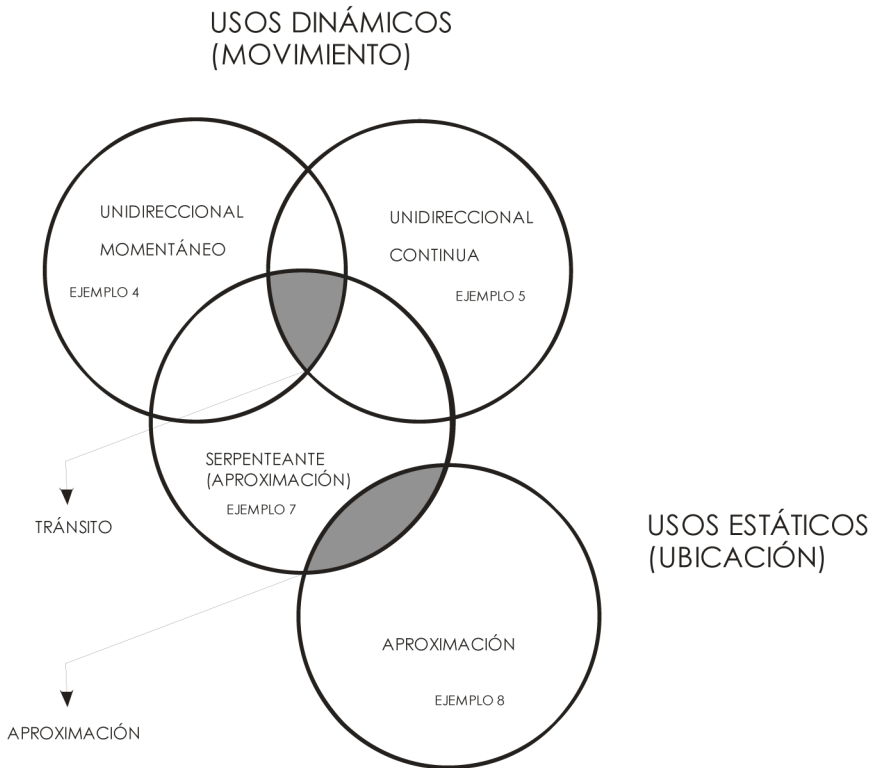 USOS DINÁMICOS
(MOVIMIENTO)
UNIDIRECCIONAL
MOMENTÁNEO
EJEMPLO 4
UNIDIRECCIONAL
CONTINUA
EJEMPLO 5
SERPENTEANTE
(APROXIMACIÓN)
EJEMPLO 7
TRÁNSITO
USOS ESTÁTICOS
(UBICACIÓN)
APROXIMACIÓN
EJEMPLO 8
APROXIMACIÓN